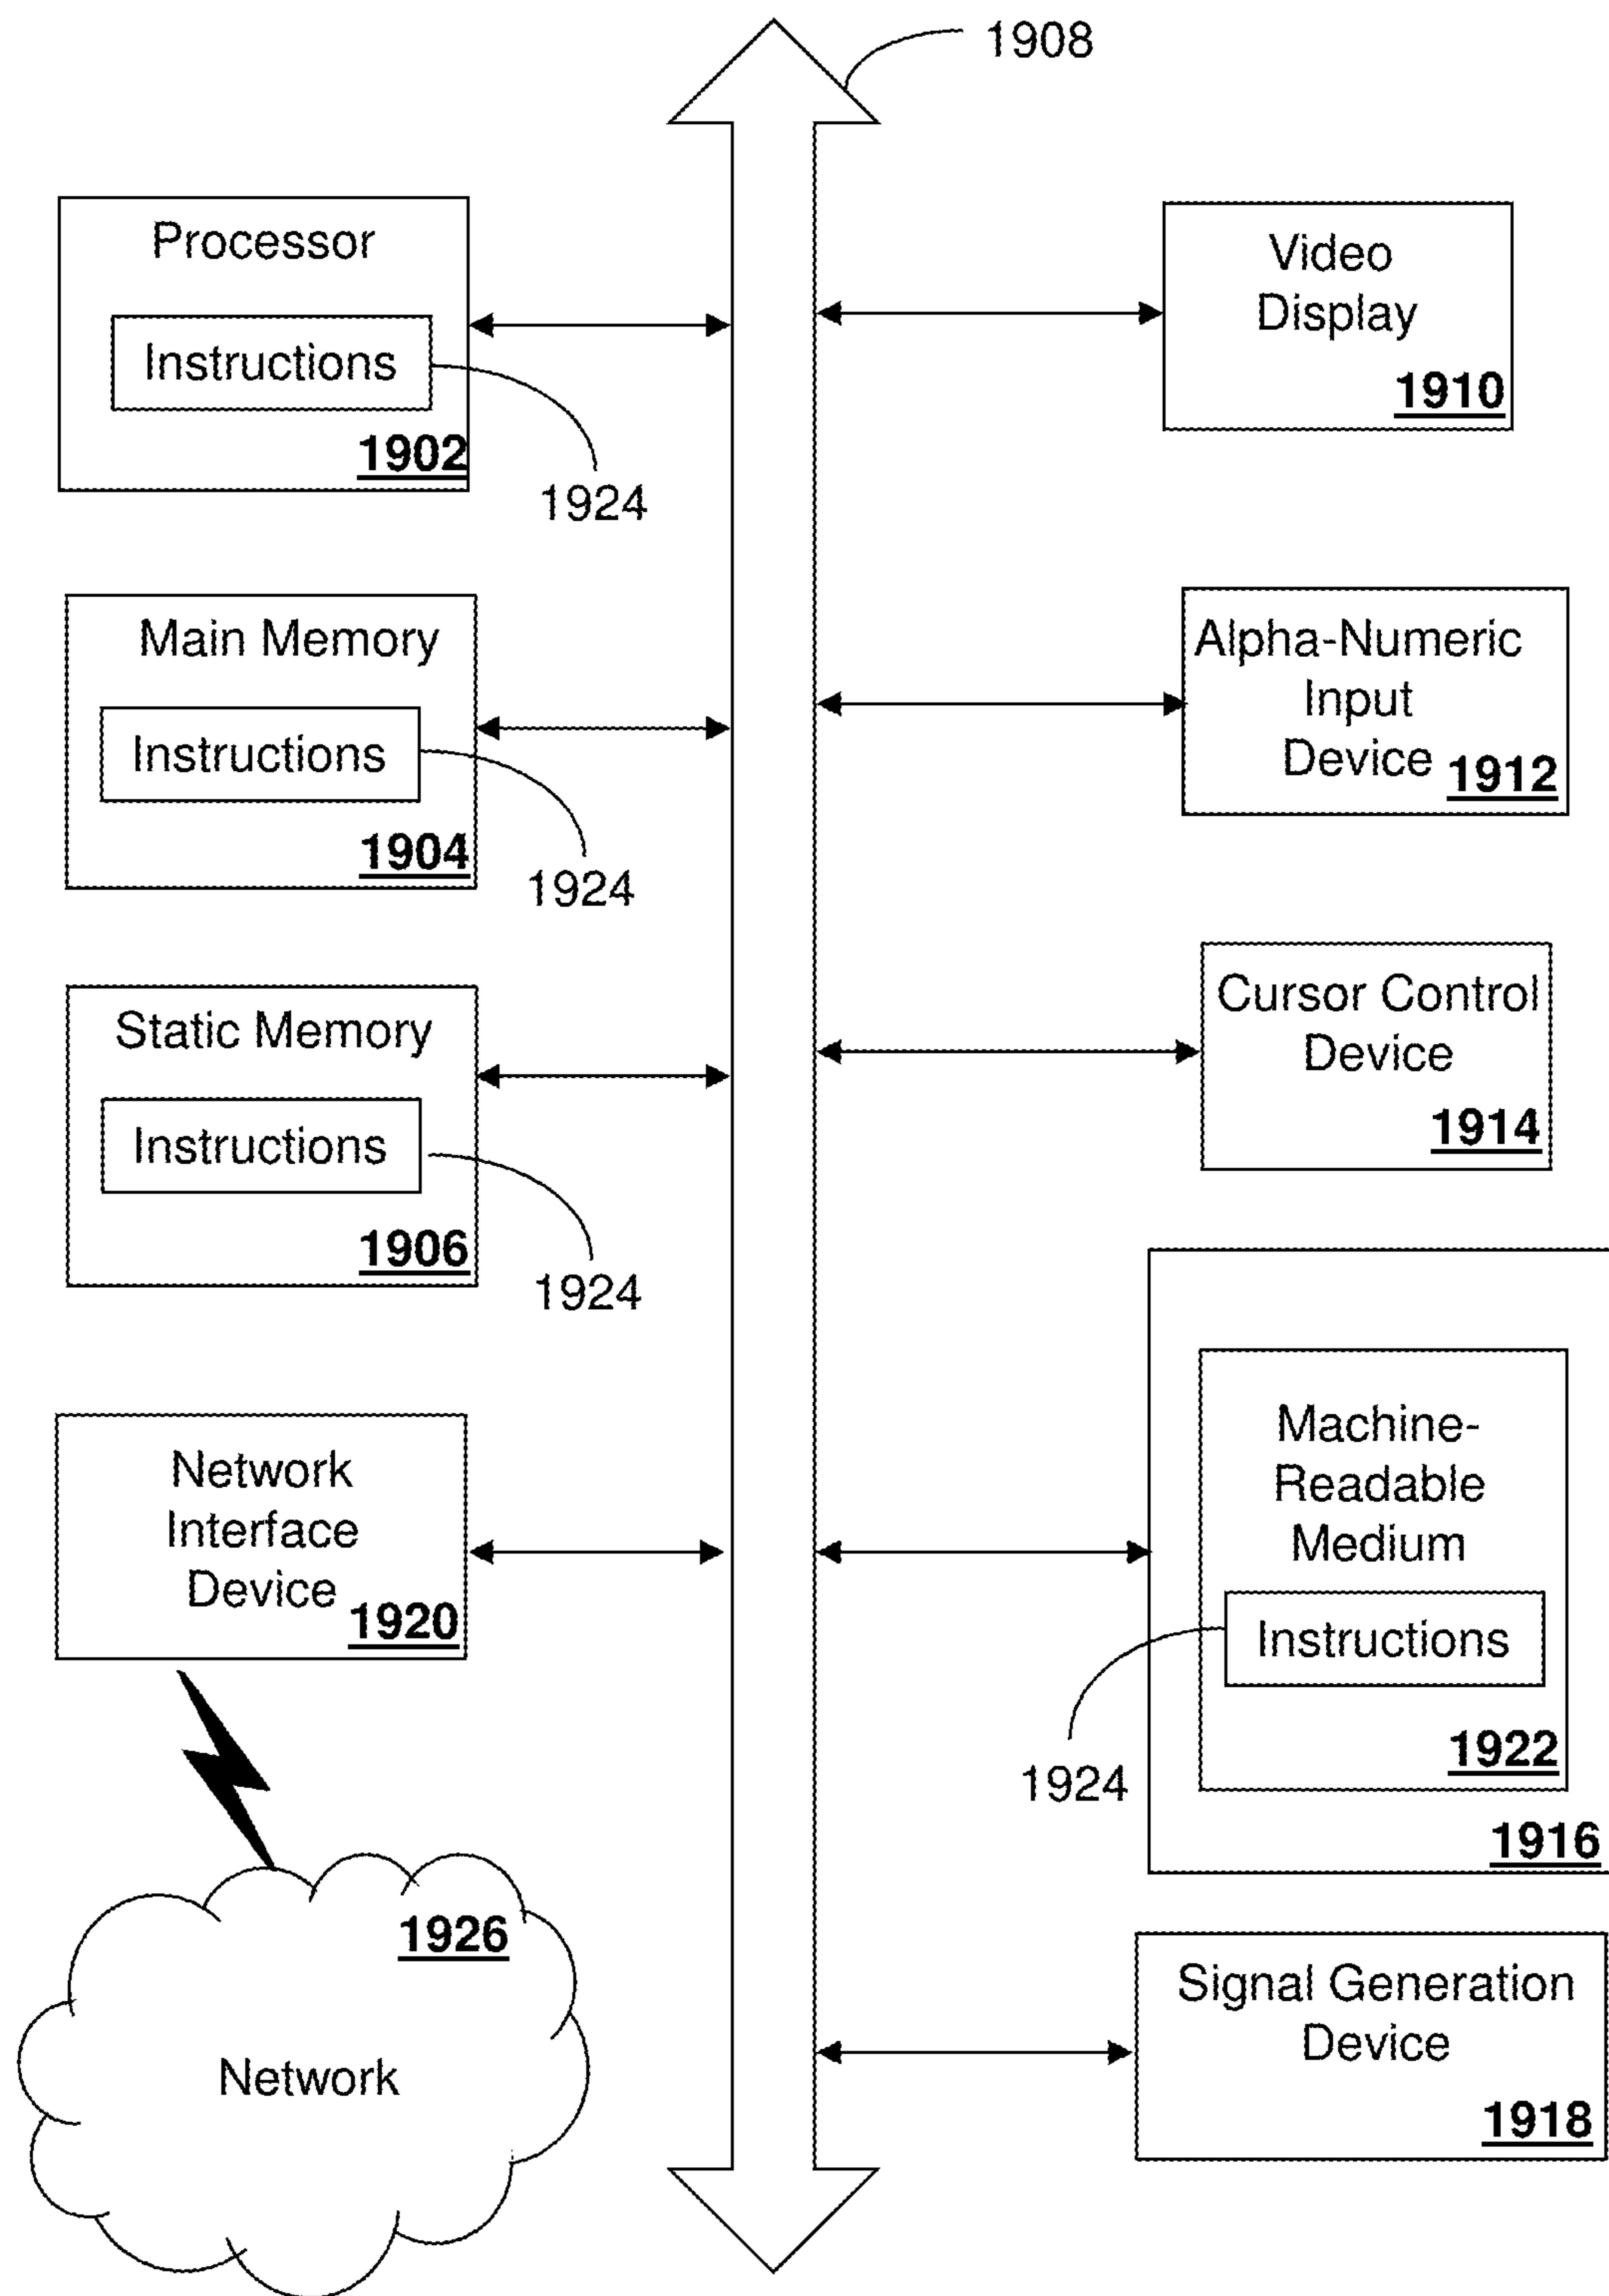 1908
Processor
Instructions
1902
1924
Main Memory
Instructions
1904
1924
Static Memory
Instructions
1906
1924
Network
Interface
Device
1920
1926
Network
Video
Display
1910
Alpha-Numeric
Input
Device
1912
Cursor Control
Device
1914
Machine-
Readable
Medium
Instructions
1922
1924
1916
Signal Generation
Device
1918